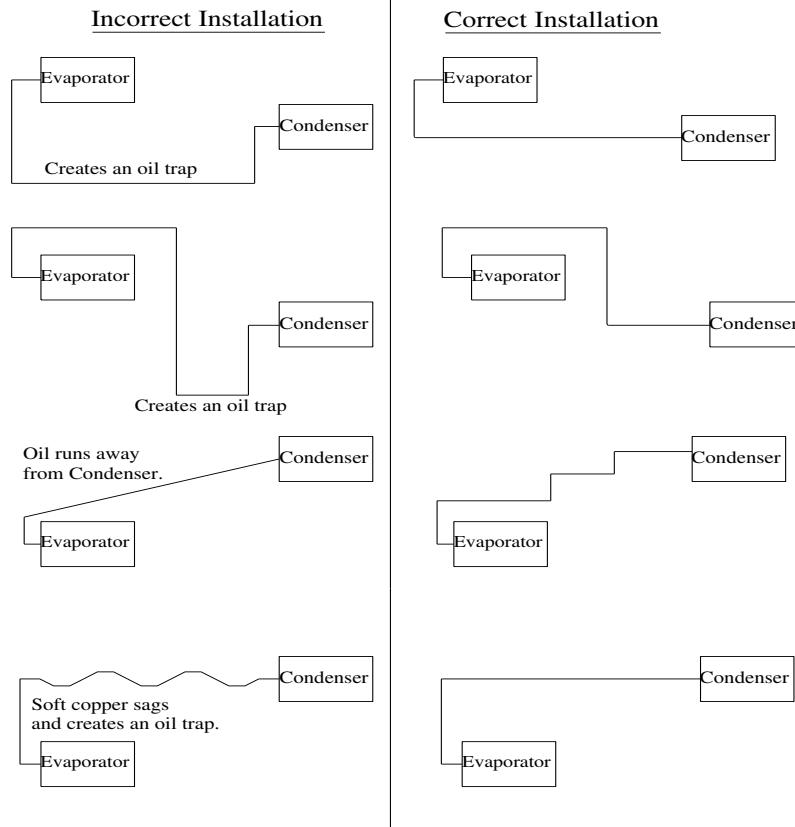 Incorrect Installation
Correct Installation
Evaporator
Condenser
Creates an oil trap
Evaporator
Condenser
Evaporator
Condenser
Creates an oil trap
Evaporator
Condenser
Oil runs away
from Condenser.
Condenser
Evaporator
Condenser
Evaporator
Condenser
Soft copper sags
and creates an oil trap.
Evaporator
Condenser
Evaporator